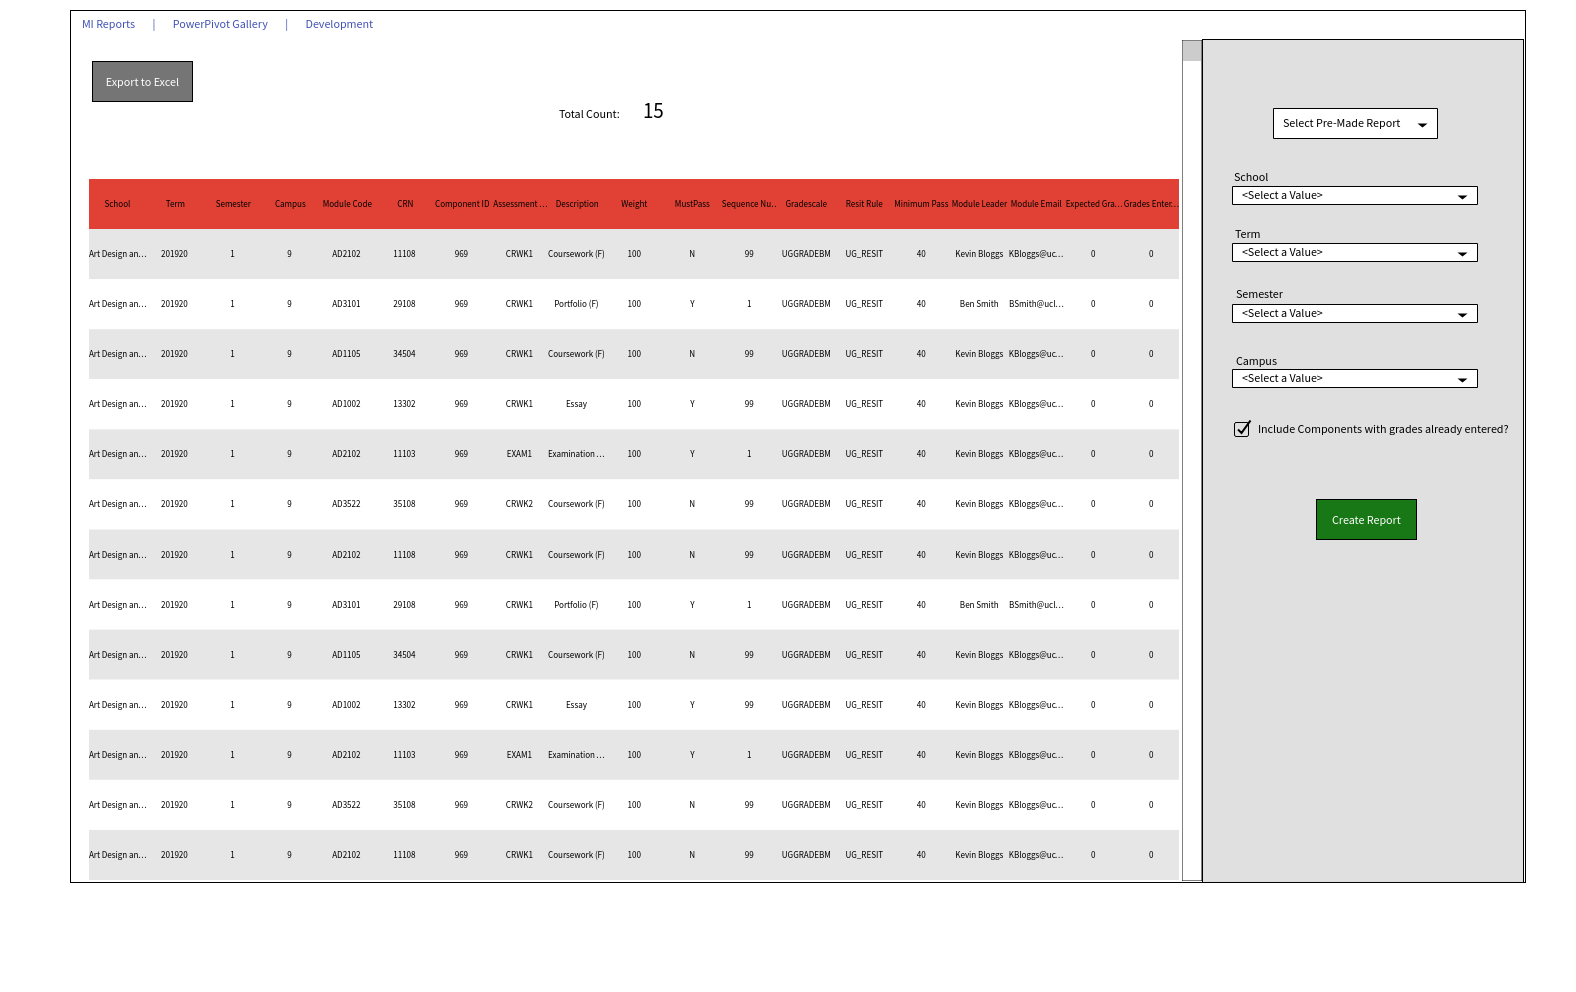 MI Reports | PowerPivot Gallery | Development
Export to Excel
Total Count: 15
School Term Semester Campus Module Code CRN Component ID Assessment ... Description Weight MustPass Sequence Nu... Gradescale Resit Rule Minimum Pass Module Leader Module Email Expected Gra... Grades Enter...
Art Design an... 201920 1 9 AD2102 11108 969 CRWK1 Coursework (F) 100 N 99 UGGRADEBM UG_RESIT 40 Kevin Bloggs KBloggs@uc... 0 0
Art Design an... 201920 1 9 AD3101 29108 969 CRWK1 Portfolio (F) 100 Y 1 UGGRADEBM UG_RESIT 40 Ben Smith BSmith@ucl... 0 0
Art Design an... 201920 1 9 AD1105 34504 969 CRWK1 Coursework (F) 100 N 99 UGGRADEBM UG_RESIT 40 Kevin Bloggs KBloggs@uc... 0 0
Art Design an... 201920 1 9 AD1002 13302 969 CRWK1 Essay 100 Y 99 UGGRADEBM UG_RESIT 40 Kevin Bloggs KBloggs@uc... 0 0
Art Design an... 201920 1 9 AD2102 11103 969 EXAM1 Examination ... 100 Y 1 UGGRADEBM UG_RESIT 40 Kevin Bloggs KBloggs@uc... 0 0
Art Design an... 201920 1 9 AD3522 35108 969 CRWK2 Coursework (F) 100 N 99 UGGRADEBM UG_RESIT 40 Kevin Bloggs KBloggs@uc... 0 0
Art Design an... 201920 1 9 AD2102 11108 969 CRWK1 Coursework (F) 100 N 99 UGGRADEBM UG_RESIT 40 Kevin Bloggs KBloggs@uc... 0 0
Art Design an... 201920 1 9 AD3101 29108 969 CRWK1 Portfolio (F) 100 Y 1 UGGRADEBM UG_RESIT 40 Ben Smith BSmith@ucl... 0 0
Art Design an... 201920 1 9 AD1105 34504 969 CRWK1 Coursework (F) 100 N 99 UGGRADEBM UG_RESIT 40 Kevin Bloggs KBloggs@uc... 0 0
Art Design an... 201920 1 9 AD1002 13302 969 CRWK1 Essay 100 Y 99 UGGRADEBM UG_RESIT 40 Kevin Bloggs KBloggs@uc... 0 0
Art Design an... 201920 1 9 AD2102 11103 969 EXAM1 Examination ... 100 Y 1 UGGRADEBM UG_RESIT 40 Kevin Bloggs KBloggs@uc... 0 0
Art Design an... 201920 1 9 AD3522 35108 969 CRWK2 Coursework (F) 100 N 99 UGGRADEBM UG_RESIT 40 Kevin Bloggs KBloggs@uc... 0 0
Art Design an... 201920 1 9 AD2102 11108 969 CRWK1 Coursework (F) 100 N 99 UGGRADEBM UG_RESIT 40 Kevin Bloggs KBloggs@uc... 0 0
Select Pre-Made Report
School
<Select a Value>
Term
<Select a Value>
Semester
<Select a Value>
Campus
<Select a Value>
Include Components with grades already entered?
Create Report